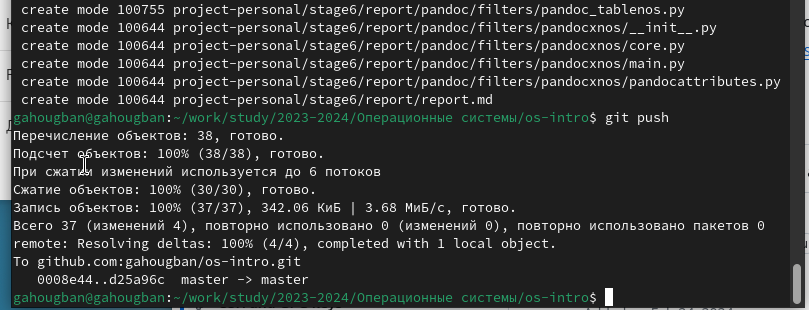 create mode 100755 project-personal/stage6/report/pandoc/filters/pandoc_tablenos.py
create mode 100644 project-personal/stage6/report/pandoc/filters/pandocxnos/__init__.py
create mode 100644 project-personal/stage6/report/pandoc/filters/pandocxnos/core.py
create mode 100644 project-personal/stage6/report/pandoc/filters/pandocxnos/main.py
create mode 100644 project-personal/stage6/report/pandoc/filters/pandocxnos/pandocattributes.py
create mode 100644 project-personal/stage6/report/report.md
gahougban@gahougban:~/work/study/2023-2024/Операционные системы/os-intro$ git push
Перечисление объектов: 38, готово.
Подсчет объектов: 100% (38/38), готово.
При сжатии изменений используется до 6 потоков
Сжатие объектов: 100% (30/30), готово.
Запись объектов: 100% (37/37), 342.06 КиБ | 3.68 МиБ/с, готово.
Всего 37 (изменений 4), повторно использовано 0 (изменений 0), повторно использовано пакетов 0
remote: Resolving deltas: 100% (4/4), completed with 1 local object.
To github.com:gahougban/os-intro.git
0008e44..d25a96c  master -> master
gahougban@gahougban:~/work/study/2023-2024/Операционные системы/os-intro$